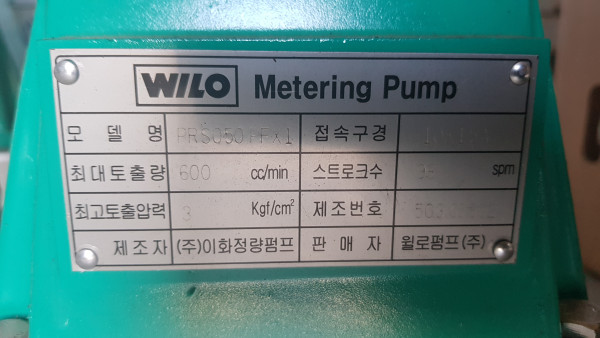 WILO Metering Pump
모델명 접속구경
최대토출량 600 cc/min 스트로크수 spm
최고토출압력 3 Kgf/cm² 제조번호
제조자 (주)이화정량펌프 판매자 윌로펌프(주)